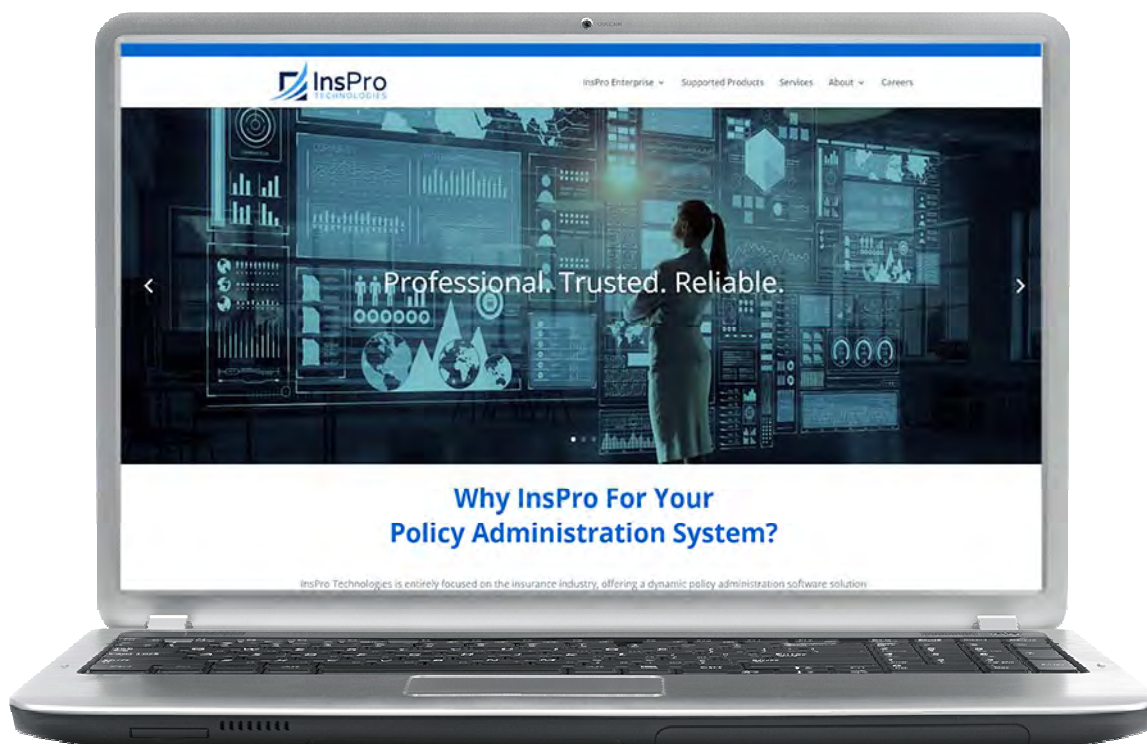 InsPro
TECHNOLOGIES
InsPro Enterprise
Supported Products
Services
About
Careers
Professional. Trusted. Reliable.
Why InsPro For Your
Policy Administration System?
InsPro Technologies is entirely focused on the insurance industry, offering a dynamic policy administration software solution